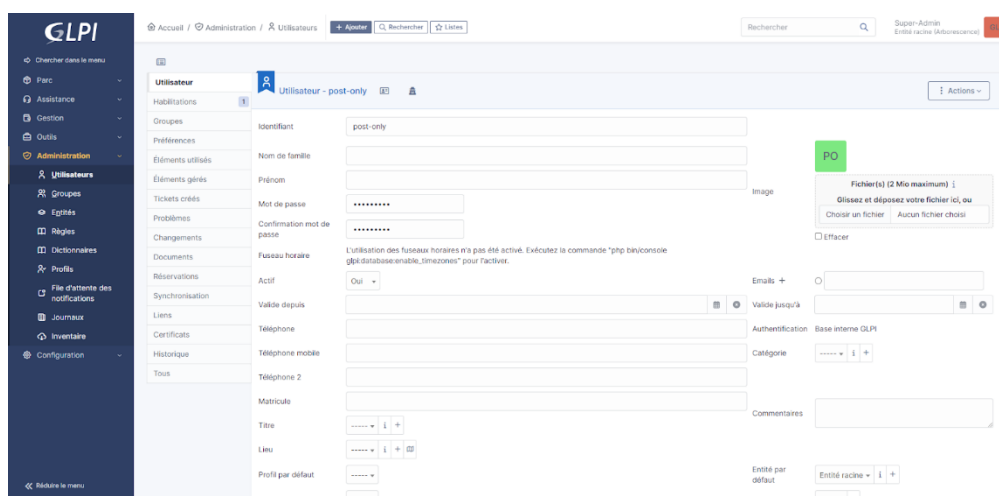 GLPI
Accueil / Administration / Utilisateurs + Ajouter Rechercher Listes Rechercher Super-Admin
Entité racine (Arborescence)
Chercher dans le menu
Parc
Assistance
Gestion
Outils
Administration
Utilisateurs
Groupes
Entités
Règles
Dictionnaires
Profils
File d'attente des
notifications
Journaux
Inventaire
Configuration
Réduire le menu
Utilisateur
Habilitations 1
Groupes
Préférences
Éléments utilisés
Éléments gérés
Tickets créés
Problèmes
Changements
Documents
Réservations
Synchronisation
Liens
Certificats
Historique
Tous
Utilisateur - post-only Actions
Identifiant post-only
Nom de famille
Prénom
Mot de passe •••••••••
Confirmation mot de
passe •••••••••
Fuseau horaire L'utilisation des fuseaux horaires n'a pas été activé. Exécutez la commande "php bin/console
glpi:database:enable_timezones" pour l'activer.
Actif Oui
Valide depuis
Téléphone
Téléphone mobile
Téléphone 2
Matricule
Titre -----
Lieu -----
Profil par défaut -----
Image PO
Fichier(s) (2 Mio maximum) i
Glissez et déposez votre fichier ici, ou
Choisir un fichier Aucun fichier choisi
Effacer
Emails +
Valide jusqu'à
Authentification Base interne GLPI
Catégorie -----
Commentaires
Entité par
défaut Entité racine